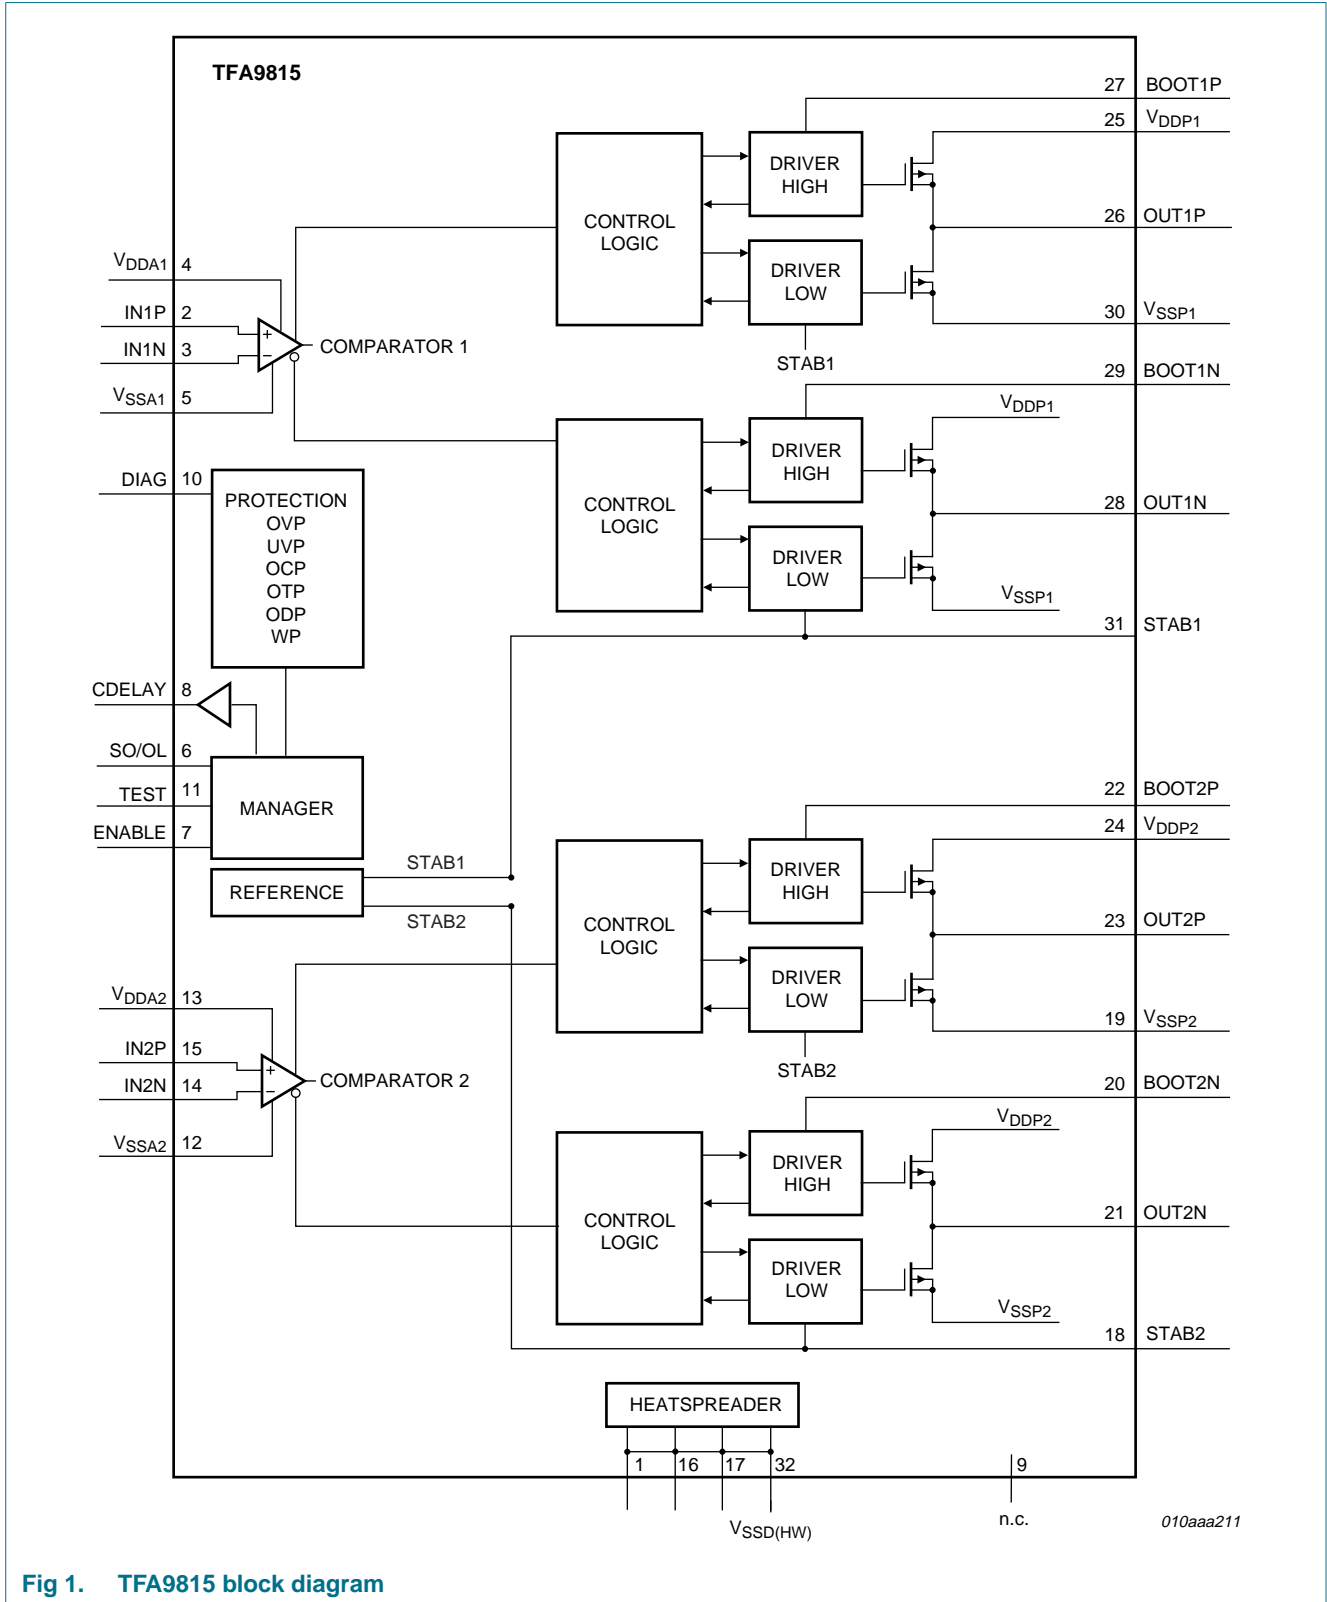 TFA9815
27 BOOT1P
25 VDDP1
DRIVER
HIGH
CONTROL
LOGIC
26 OUT1P
VDDA1 4
DRIVER
LOW
IN1P 2
30 VSSP1
+
COMPARATOR 1
IN1N 3
−
STAB1
29 BOOT1N
VSSA1 5
VDDP1
DRIVER
HIGH
DIAG 10
PROTECTION
OVP
UVP
OCP
OTP
ODP
WP
CONTROL
LOGIC
28 OUT1N
DRIVER
LOW
VSSP1
31 STAB1
CDELAY 8
SO/OL 6
TEST 11
MANAGER
ENABLE 7
22 BOOT2P
24 VDDP2
STAB1
REFERENCE
STAB2
DRIVER
HIGH
CONTROL
LOGIC
23 OUT2P
DRIVER
LOW
VDDA2 13
19 VSSP2
IN2P 15
+
COMPARATOR 2
IN2N 14
−
STAB2
20 BOOT2N
VSSA2 12
VDDP2
DRIVER
HIGH
CONTROL
LOGIC
21 OUT2N
DRIVER
LOW
VSSP2
18 STAB2
HEATSPREADER
1 16 17 32 9
VSSD(HW)
n.c.
010aaa211
Fig 1. TFA9815 block diagram